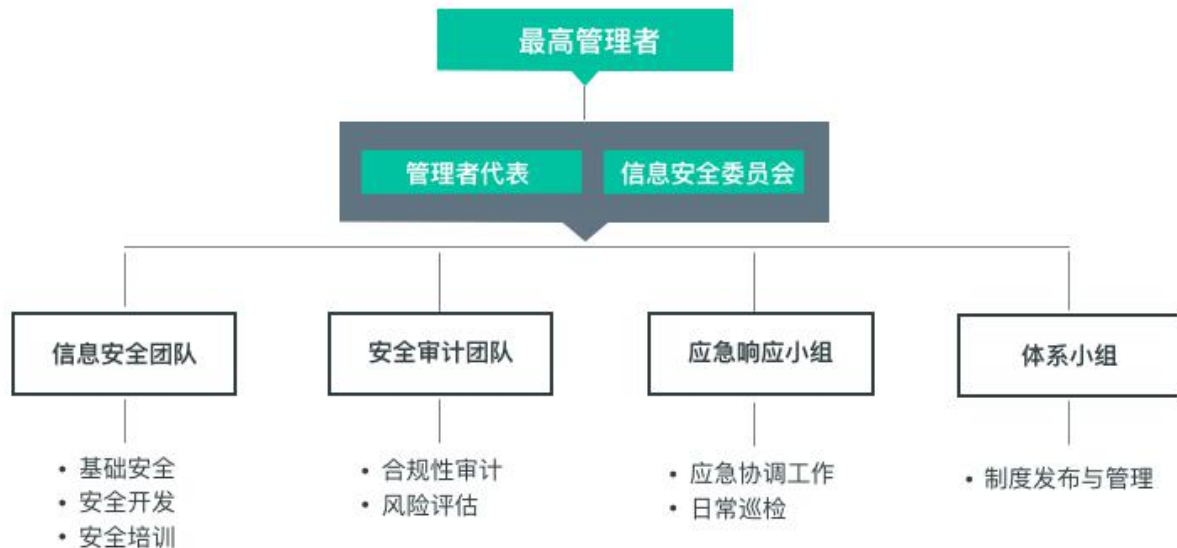 最高管理者
管理者代表
信息安全委员会
信息安全团队
安全审计团队
应急响应小组
体系小组
• 基础安全
• 安全开发
• 安全培训
• 合规性审计
• 风险评估
• 应急协调工作
• 日常巡检
• 制度发布与管理